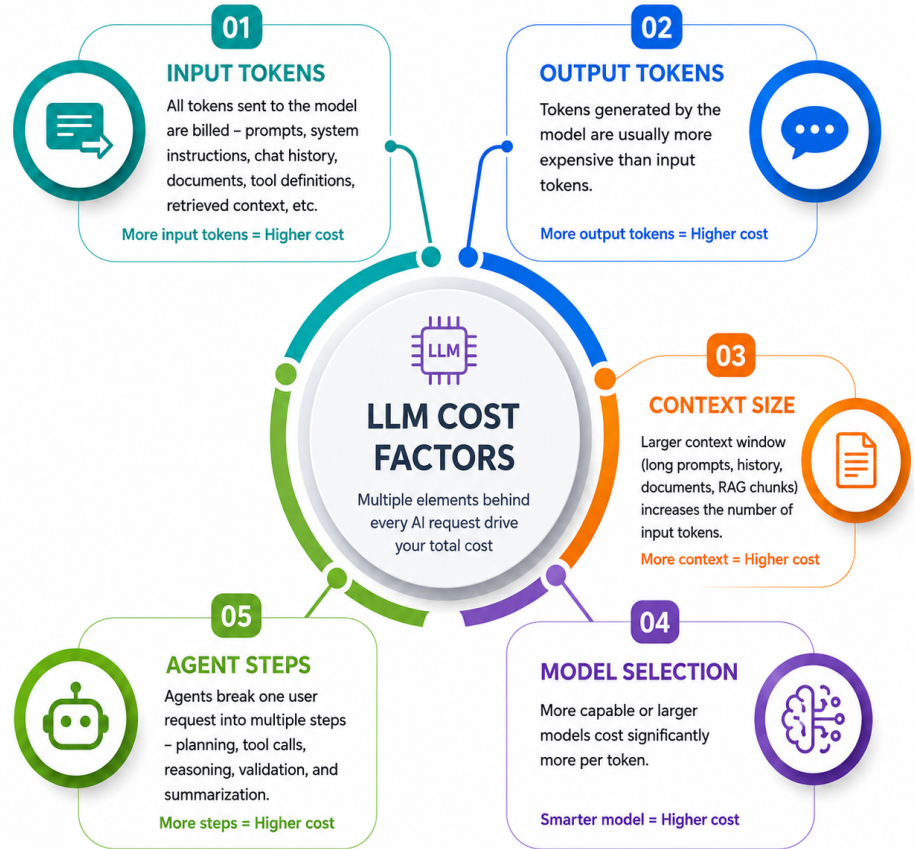 01
INPUT TOKENS
All tokens sent to the model
are billed – prompts, system
instructions, chat history,
documents, tool definitions,
retrieved context, etc.
More input tokens = Higher cost
02
OUTPUT TOKENS
Tokens generated by the
model are usually more
expensive than input
tokens.
More output tokens = Higher cost
LLM
LLM COST
FACTORS
Multiple elements behind
every AI request drive
your total cost
03
CONTEXT SIZE
Larger context window
(long prompts, history,
documents, RAG chunks)
increases the number of
input tokens.
More context = Higher cost
04
MODEL SELECTION
More capable or larger
models cost significantly
more per token.
Smarter model = Higher cost
05
AGENT STEPS
Agents break one user
request into multiple steps
– planning, tool calls,
reasoning, validation, and
summarization.
More steps = Higher cost